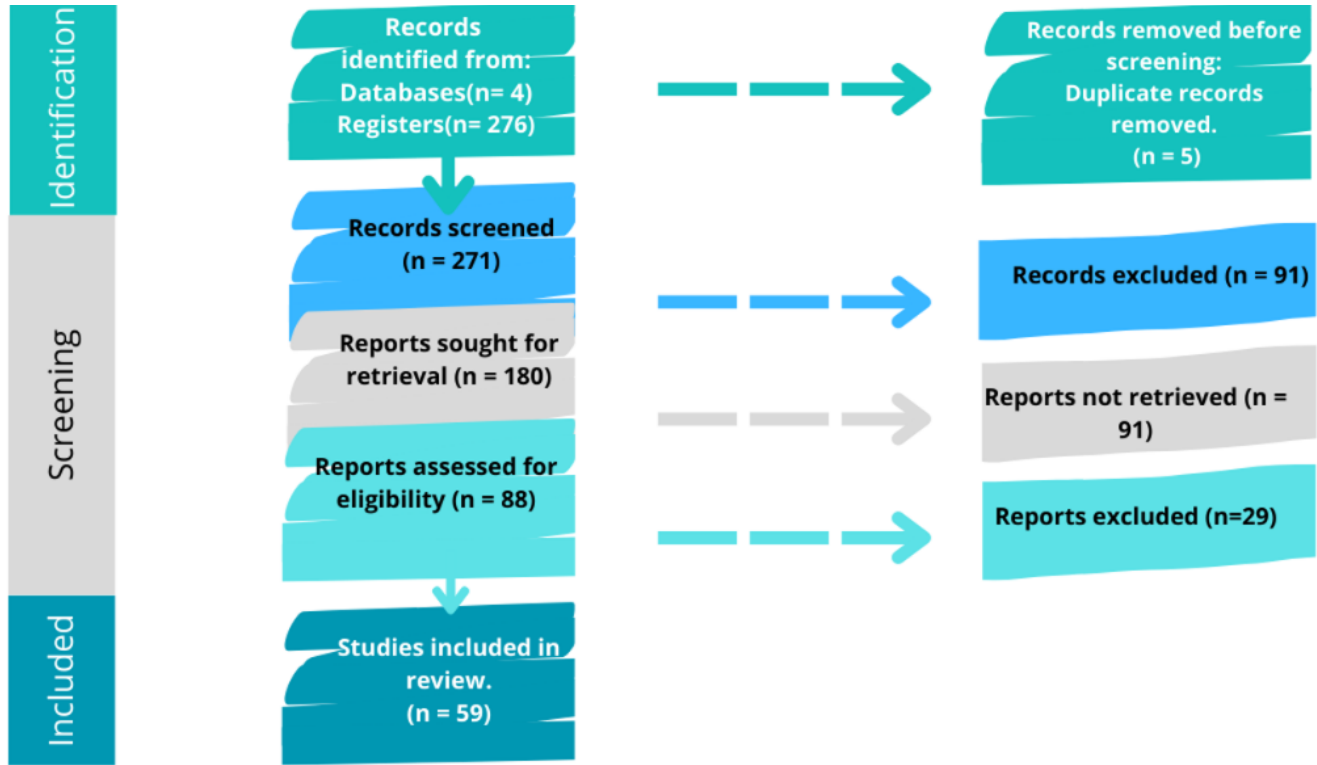 Identification
Records
identified from:
Databases(n= 4)
Registers(n= 276)
Records removed before
screening:
Duplicate records
removed.
(n = 5)
Screening
Records screened
(n = 271)
Records excluded (n = 91)
Reports sought for
retrieval (n = 180)
Reports not retrieved (n =
91)
Reports assessed for
eligibility (n = 88)
Reports excluded (n=29)
Included
Studies included in
review.
(n = 59)